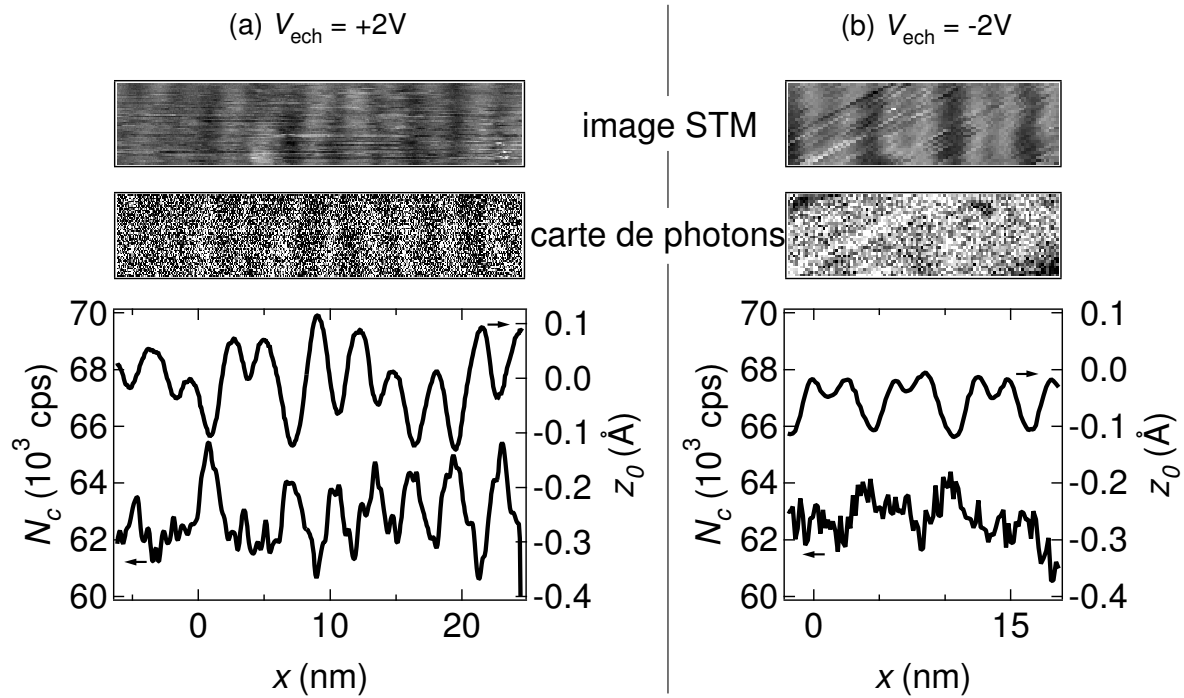 (a) V_ech = +2V
(b) V_ech = -2V
image STM
carte de photons
70
68
66
64
62
60
N_c (10^3 cps)
0.1
0.0
-0.1
-0.2
-0.3
-0.4
z_0 (Å)
0 10 20
x (nm)
70
68
66
64
62
60
N_c (10^3 cps)
0.1
-0.0
-0.1
-0.2
-0.3
-0.4
z_0 (Å)
0 15
x (nm)